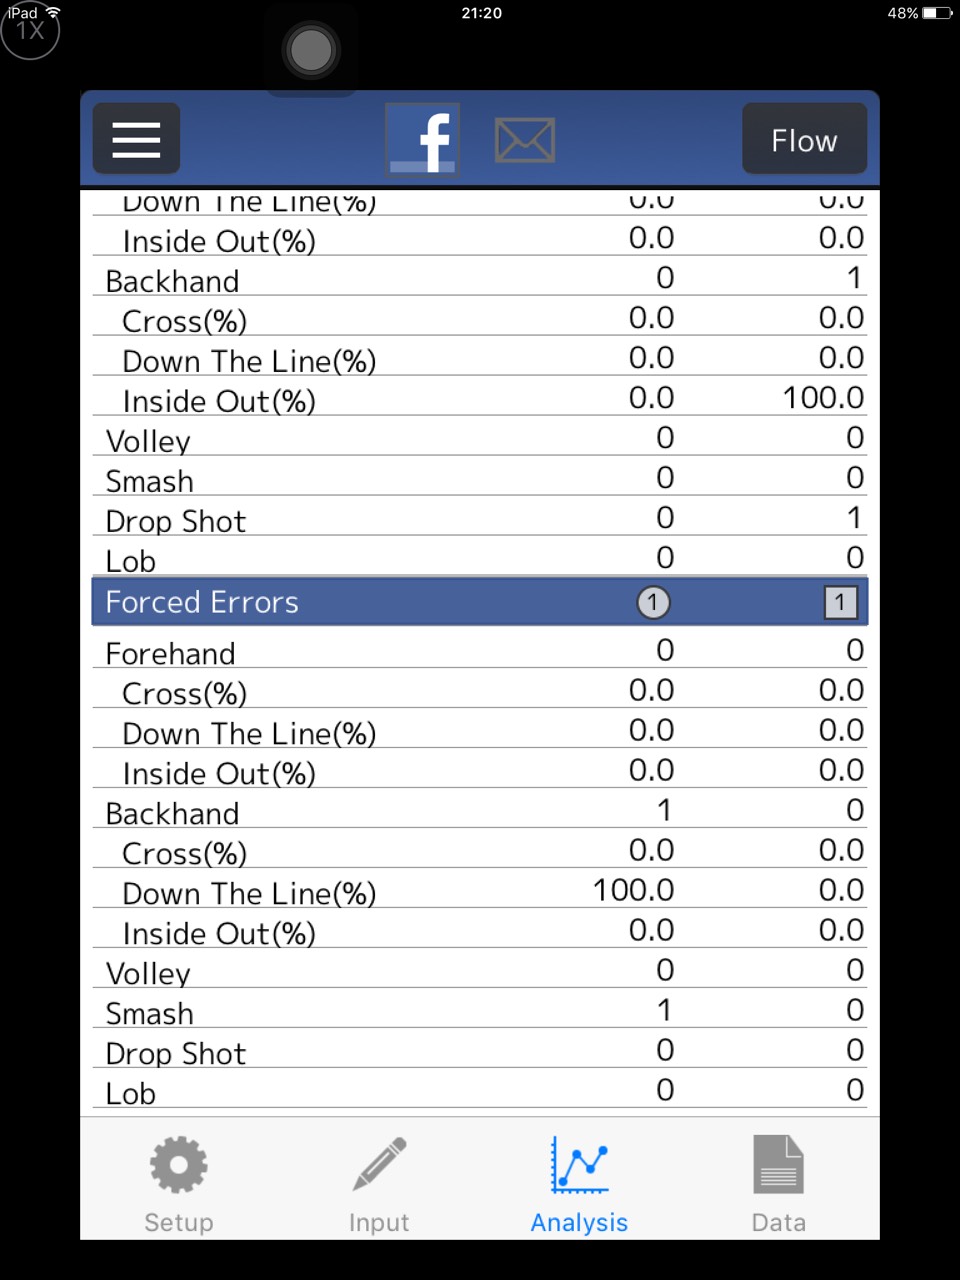 iPad 21:20 48%
1X
f Flow
Down The Line(%) 0.0 0.0
Inside Out(%) 0.0 0.0
Backhand 0 1
Cross(%) 0.0 0.0
Down The Line(%) 0.0 0.0
Inside Out(%) 0.0 100.0
Volley 0 0
Smash 0 0
Drop Shot 0 1
Lob 0 0
Forced Errors 1 1
Forehand 0 0
Cross(%) 0.0 0.0
Down The Line(%) 0.0 0.0
Inside Out(%) 0.0 0.0
Backhand 1 0
Cross(%) 0.0 0.0
Down The Line(%) 100.0 0.0
Inside Out(%) 0.0 0.0
Volley 0 0
Smash 1 0
Drop Shot 0 0
Lob 0 0
Setup Input Analysis Data